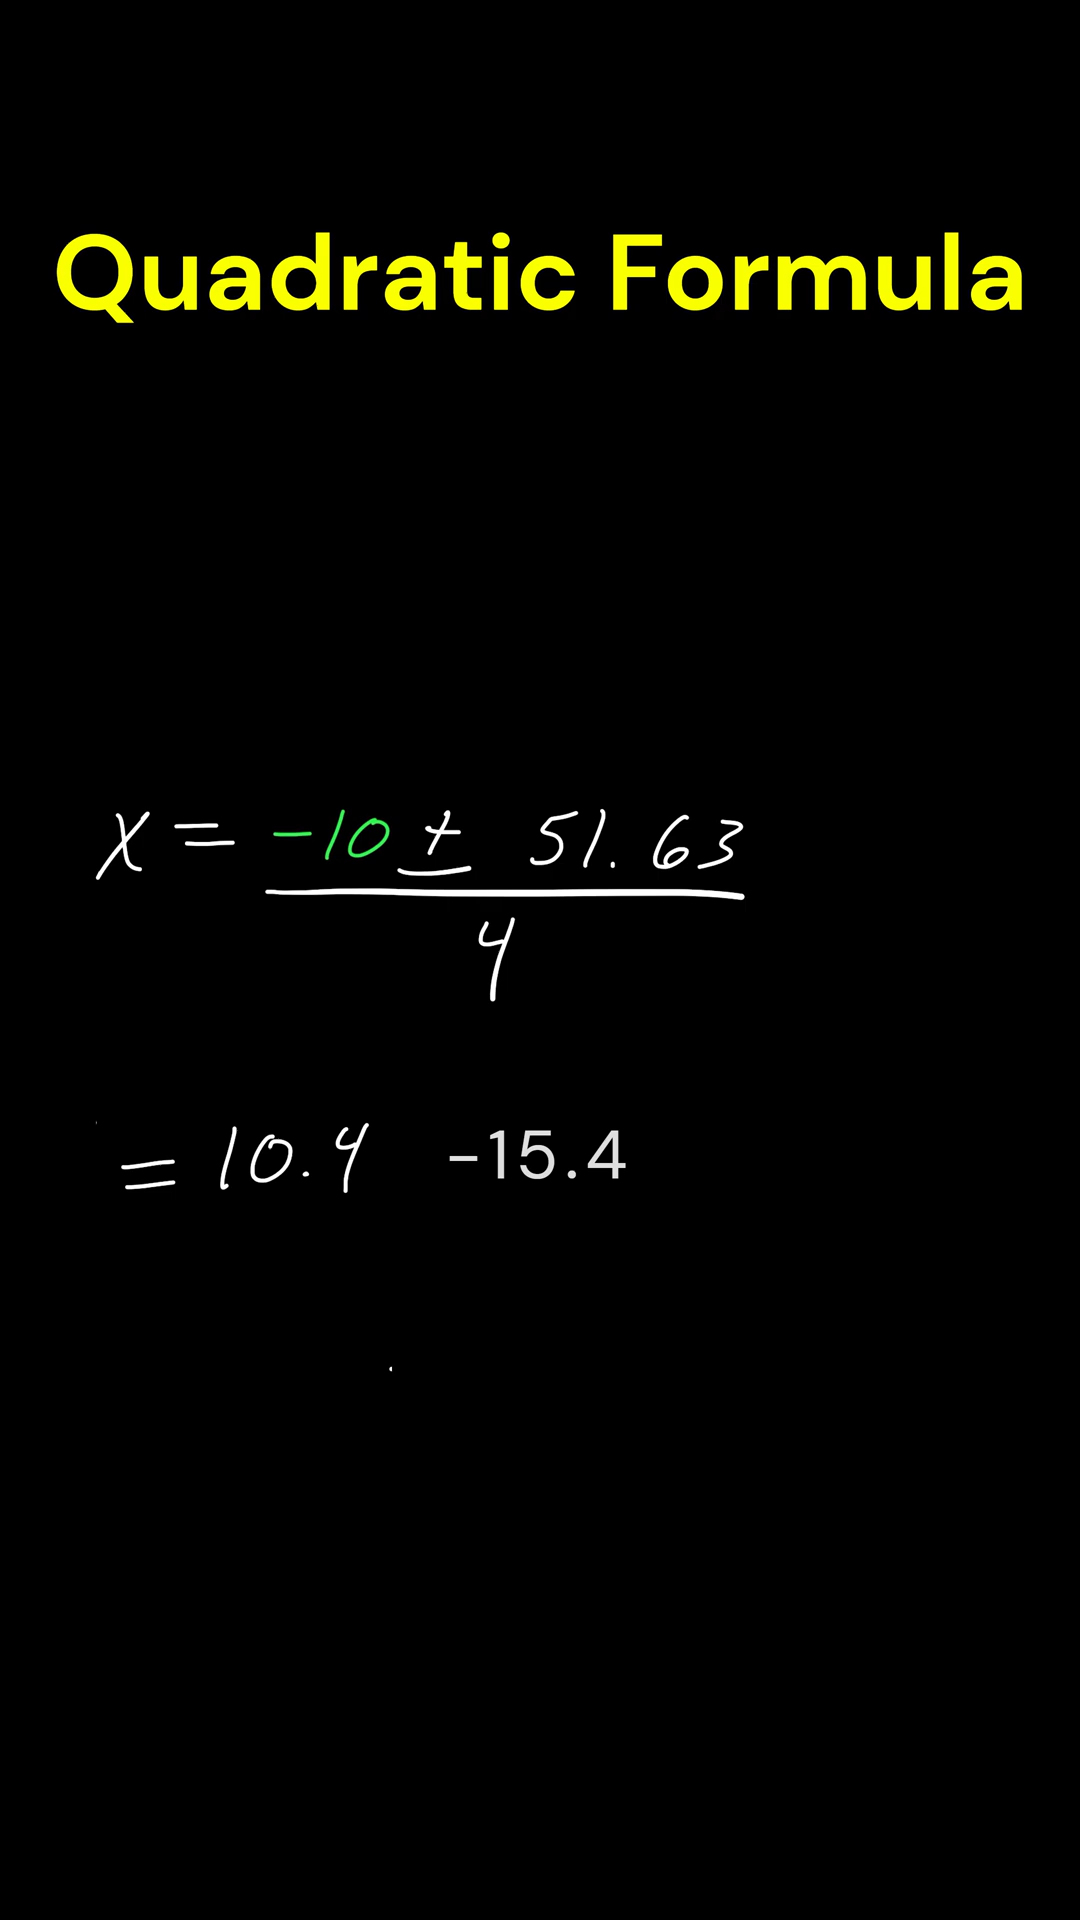 Quadratic Formula
x = -10 ± 51.63
4
= 10.4 -15.4